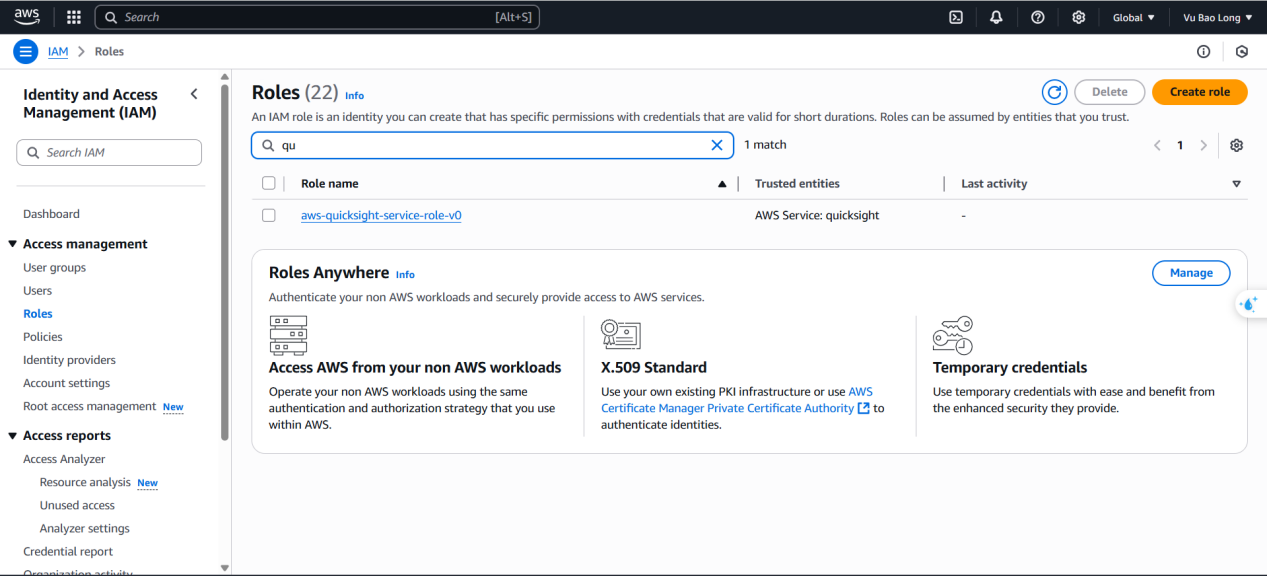 aws
Search [Alt+S]
Global
Vu Bao Long
IAM
Roles
Identity and Access
Management (IAM)
Search IAM
Dashboard
Access management
User groups
Users
Roles
Policies
Identity providers
Account settings
Root access management New
Access reports
Access Analyzer
Resource analysis New
Unused access
Analyzer settings
Credential report
Organization activity
Roles (22) Info
Delete
Create role
An IAM role is an identity you can create that has specific permissions with credentials that are valid for short durations. Roles can be assumed by entities that you trust.
qu
1 match
1
Role name
Trusted entities
Last activity
aws-quicksight-service-role-v0
AWS Service: quicksight
-
Roles Anywhere Info
Manage
Authenticate your non AWS workloads and securely provide access to AWS services.
Access AWS from your non AWS workloads
Operate your non AWS workloads using the same
authentication and authorization strategy that you use
within AWS.
X.509 Standard
Use your own existing PKI infrastructure or use AWS
Certificate Manager Private Certificate Authority to
authenticate identities.
Temporary credentials
Use temporary credentials with ease and benefit from
the enhanced security they provide.